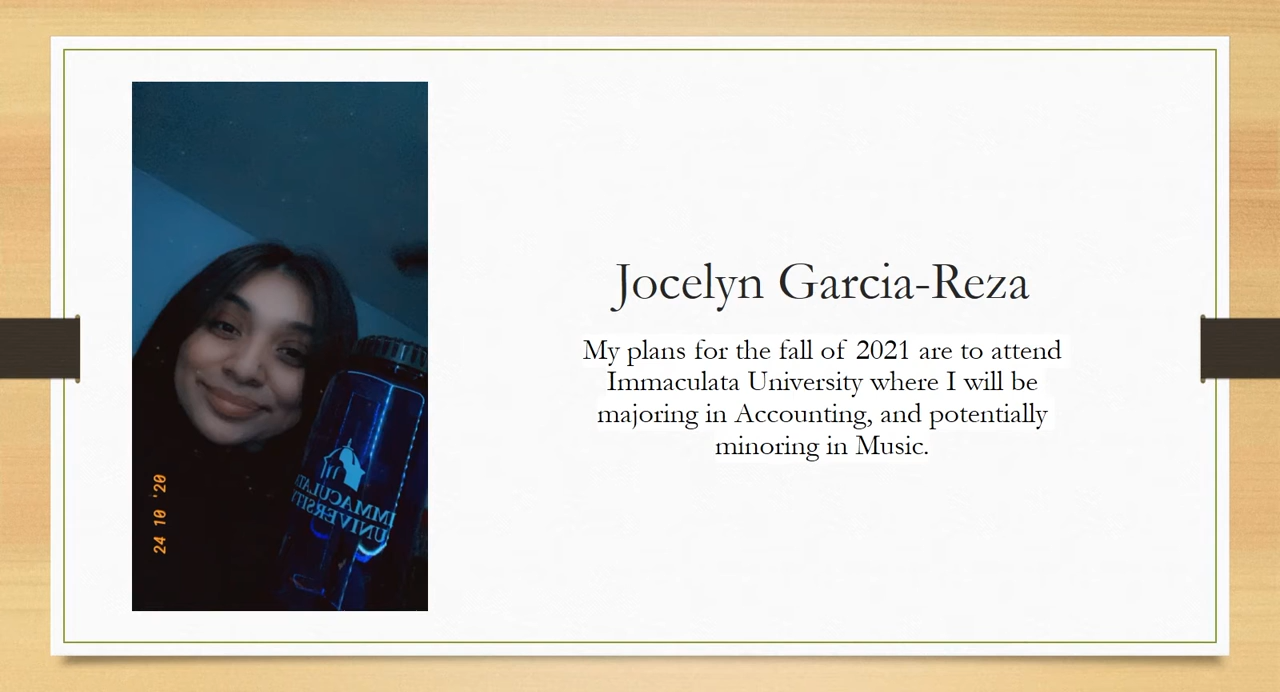 Jocelyn Garcia-Reza
My plans for the fall of 2021 are to attend
Immaculata University where I will be
majoring in Accounting, and potentially
minoring in Music.
IMMACULATA
UNIVERSITY
24 10 '20